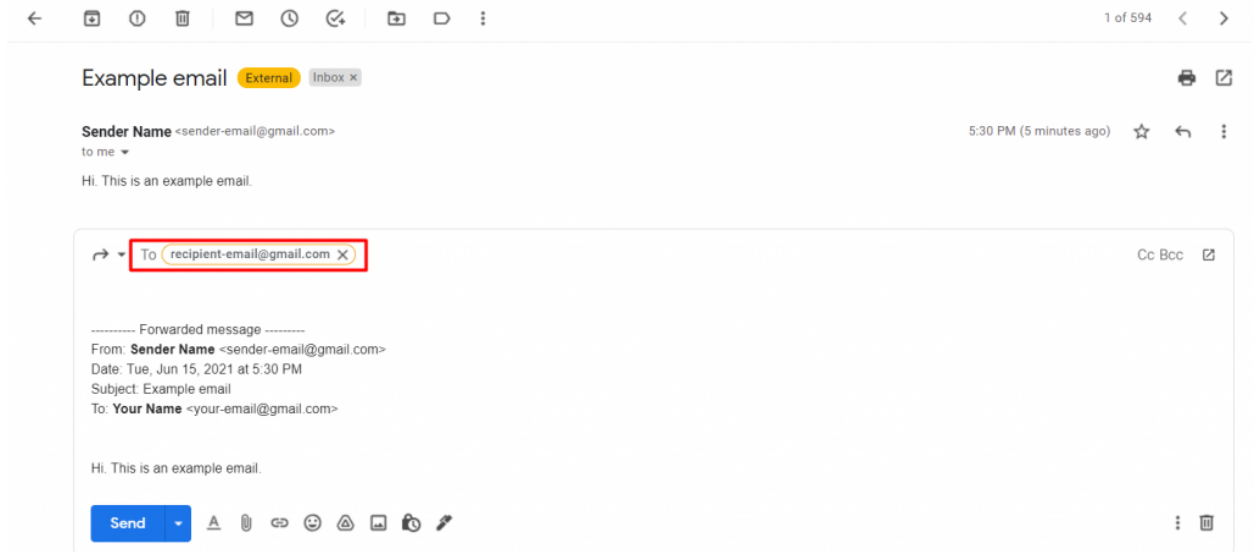 1 of 594
Example email External Inbox ×
Sender Name <sender-email@gmail.com> 5:30 PM (5 minutes ago)
to me
Hi. This is an example email.
To recipient-email@gmail.com Cc Bcc
---------- Forwarded message ---------
From: Sender Name <sender-email@gmail.com>
Date: Tue, Jun 15, 2021 at 5:30 PM
Subject: Example email
To: Your Name <your-email@gmail.com>
Hi. This is an example email.
Send